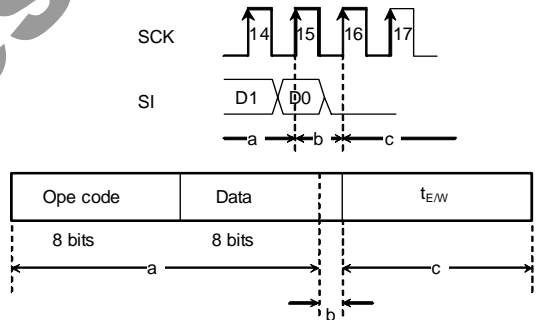 SCK 14 15 16 17
SI D1 D0
a b c
Ope code Data tE/W
8 bits 8 bits
a c
b